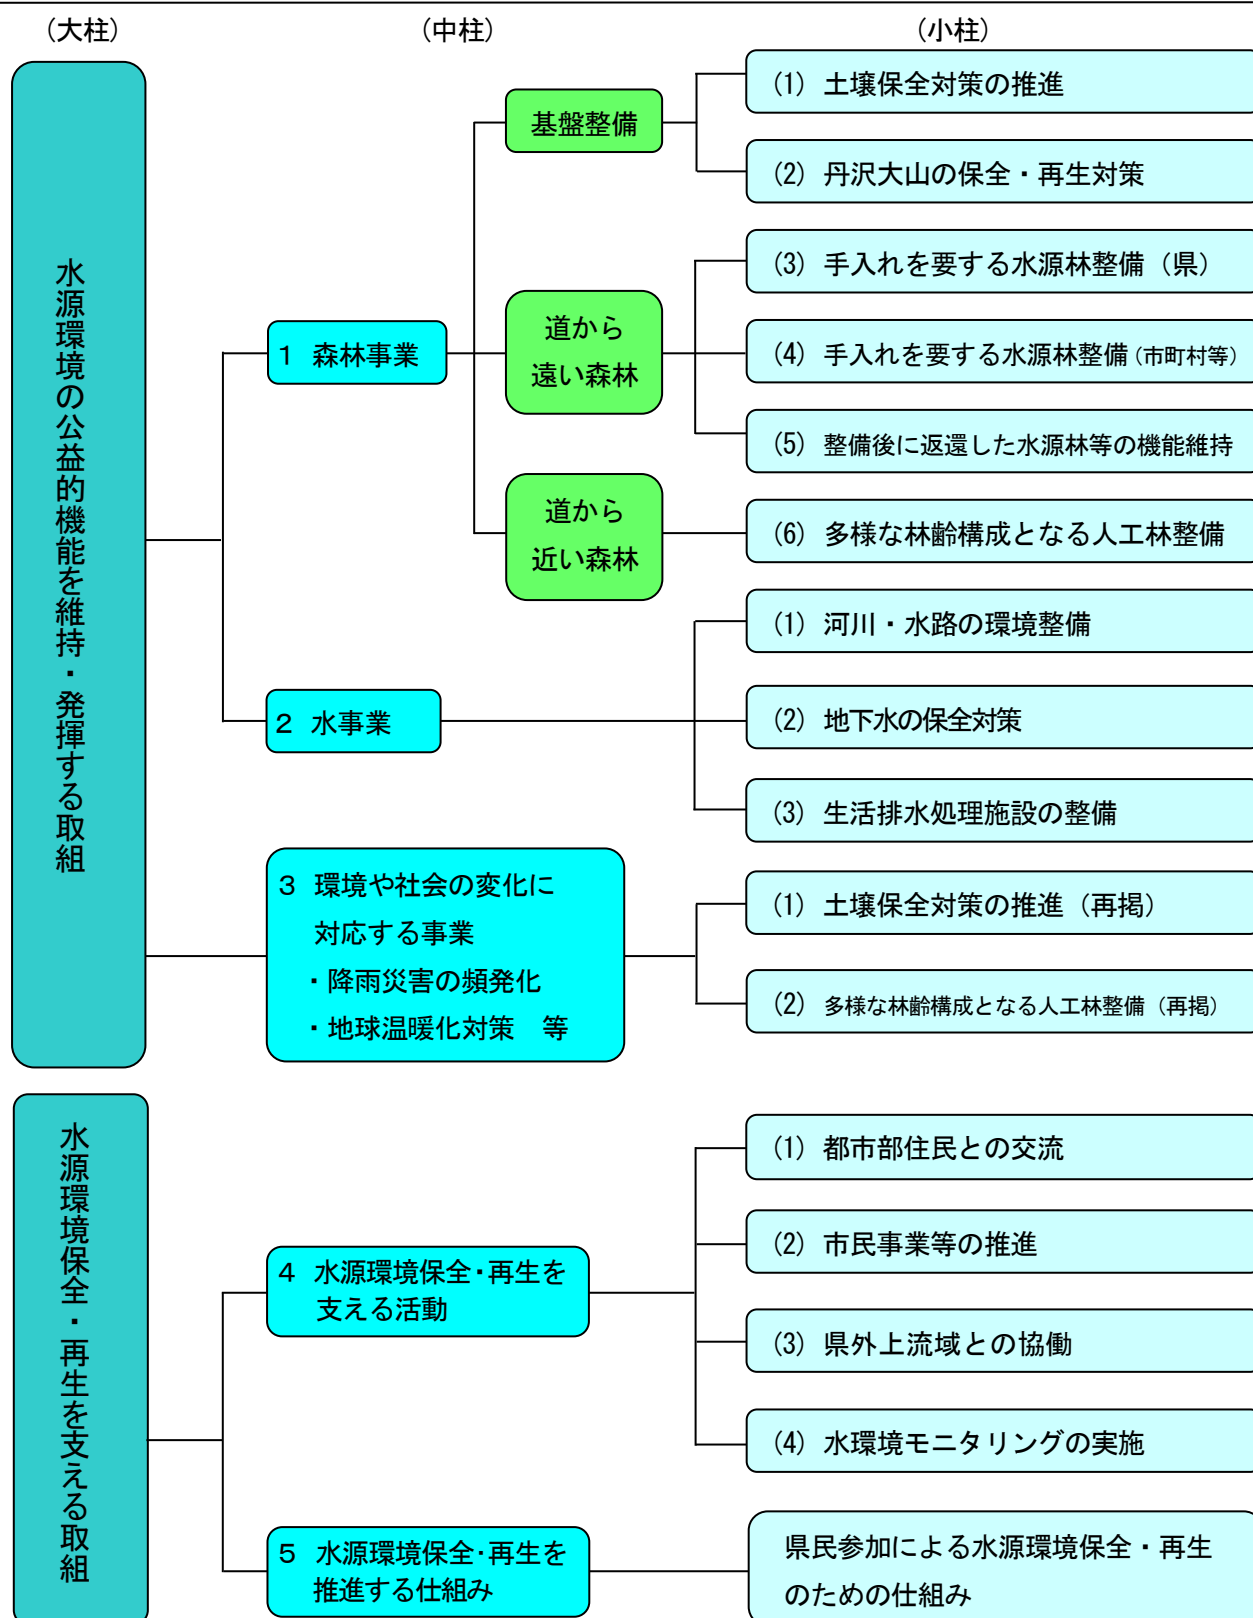 （大柱）
（中柱）
（小柱）
水源環境の公益的機能を維持・発揮する取組
1 森林事業
基盤整備
(1) 土壌保全対策の推進
(2) 丹沢大山の保全・再生対策
道から
遠い森林
(3) 手入れを要する水源林整備（県）
(4) 手入れを要する水源林整備（市町村等）
(5) 整備後に返還した水源林等の機能維持
道から
近い森林
(6) 多様な林齢構成となる人工林整備
2 水事業
(1) 河川・水路の環境整備
(2) 地下水の保全対策
(3) 生活排水処理施設の整備
3 環境や社会の変化に
対応する事業
・降雨災害の頻発化
・地球温暖化対策　等
(1) 土壌保全対策の推進（再掲）
(2) 多様な林齢構成となる人工林整備（再掲）
水源環境保全・再生を支える取組
4 水源環境保全・再生を
支える活動
(1) 都市部住民との交流
(2) 市民事業等の推進
(3) 県外上流域との協働
(4) 水環境モニタリングの実施
5 水源環境保全・再生を
推進する仕組み
県民参加による水源環境保全・再生
のための仕組み